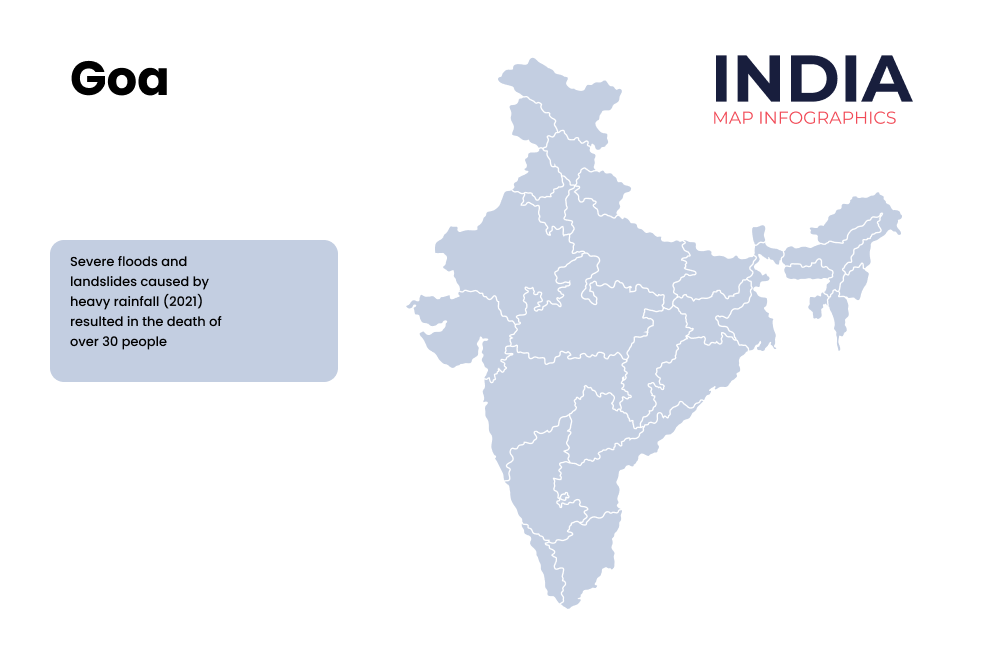 Goa
INDIA
MAP INFOGRAPHICS
Severe floods and
landslides caused by
heavy rainfall (2021)
resulted in the death of
over 30 people